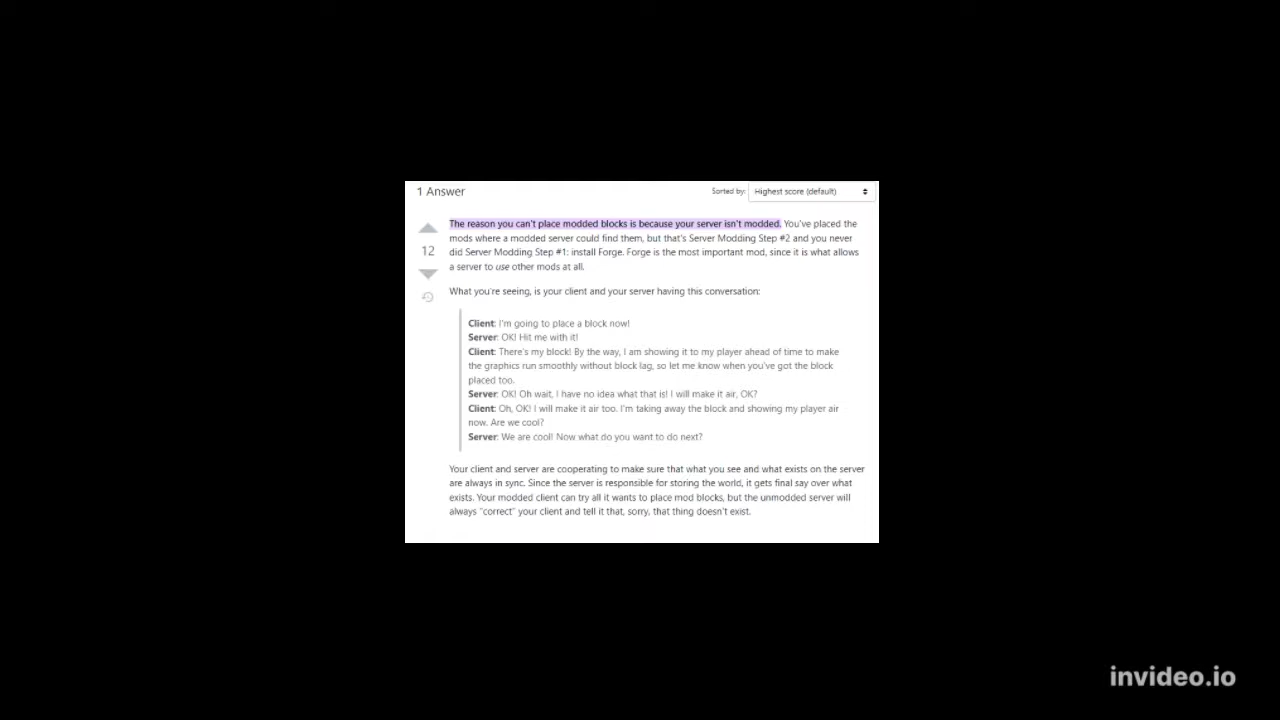 1 Answer
Sorted by: Highest score (default)
The reason you can't place modded blocks is because your server isn't modded. You've placed the
mods where a modded server could find them, but that's Server Modding Step #2 and you never
12
did Server Modding Step #1: install Forge. Forge is the most important mod, since it is what allows
a server to use other mods at all.
What you're seeing, is your client and your server having this conversation:
Client: I'm going to place a block now!
Server: OK! Hit me with it!
Client: There's my block! By the way, I am showing it to my player ahead of time to make
the graphics run smoothly without block lag, so let me know when you've got the block
placed too.
Server: OK! Oh wait, I have no idea what that is! I will make it air, OK?
Client: Oh, OK! I will make it air too. I'm taking away the block and showing my player air
now. Are we cool?
Server: We are cool! Now what do you want to do next?
Your client and server are cooperating to make sure that what you see and what exists on the server
are always in sync. Since the server is responsible for storing the world, it gets final say over what
exists. Your modded client can try all it wants to place mod blocks, but the unmodded server will
always "correct" your client and tell it that, sorry, that thing doesn't exist.
invideo.io